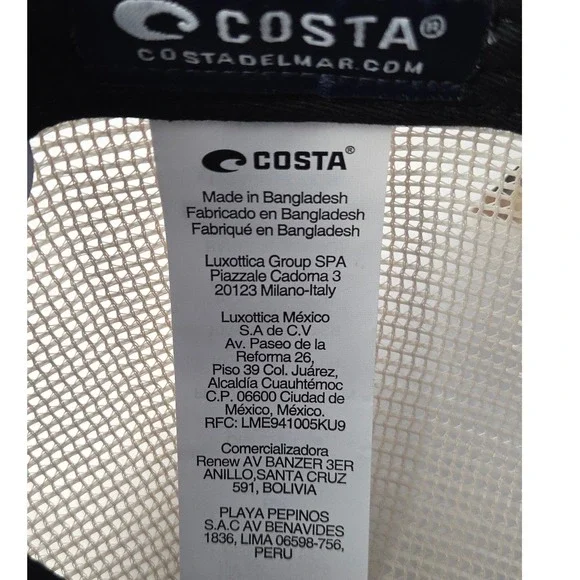 COSTA®
COSTADELMAR.COM
COSTA®
Made in Bangladesh
Fabricado en Bangladesh
Fabriqué en Bangladesh
Luxottica Group SPA
Piazzale Cadorna 3
20123 Milano-Italy
Luxottica México
S.A de C.V
Av. Paseo de la
Reforma 26,
Piso 39 Col. Juárez,
Alcaldía Cuauhtémoc
C.P. 06600 Ciudad de
México, México.
RFC: LME941005KU9
Comercializadora
Renew AV BANZER 3ER
ANILLO,SANTA CRUZ
591, BOLIVIA
PLAYA PEPINOS
S.A.C AV BENAVIDES
1836, LIMA 06598-756,
PERU